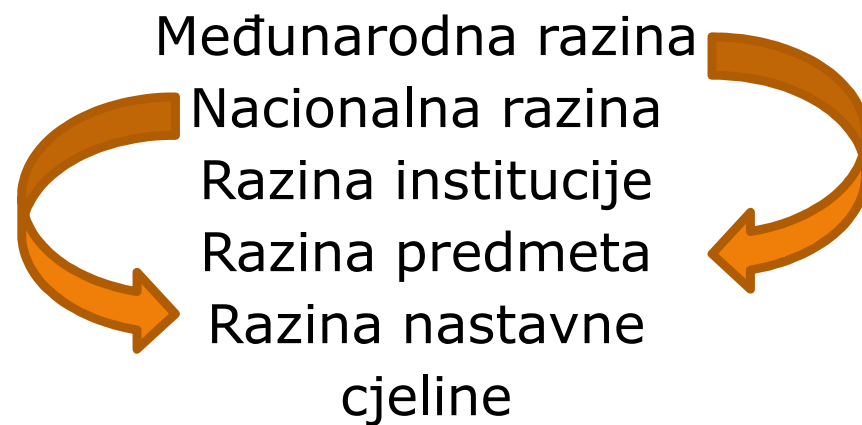 Međunarodna razina
Nacionalna razina
Razina institucije
Razina predmeta
Razina nastavne
cjeline